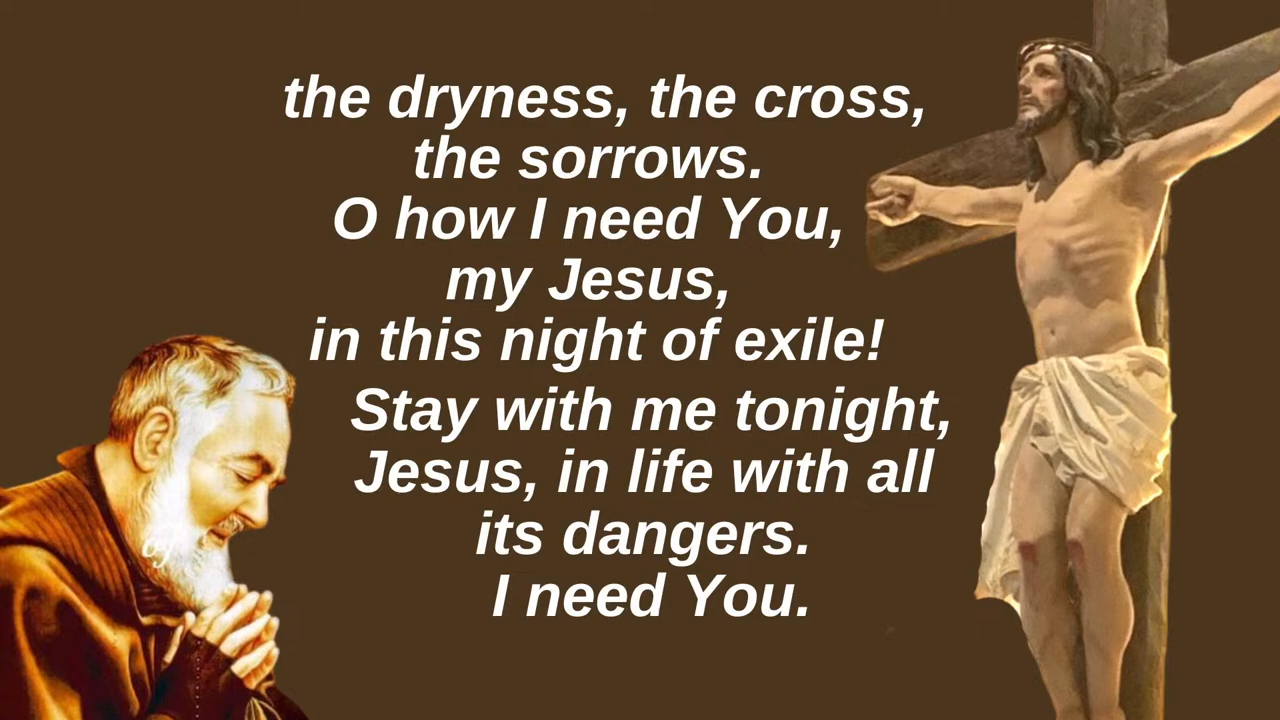 the dryness, the cross,
the sorrows.
O how I need You,
my Jesus,
in this night of exile!
Stay with me tonight,
Jesus, in life with all
its dangers.
I need You.